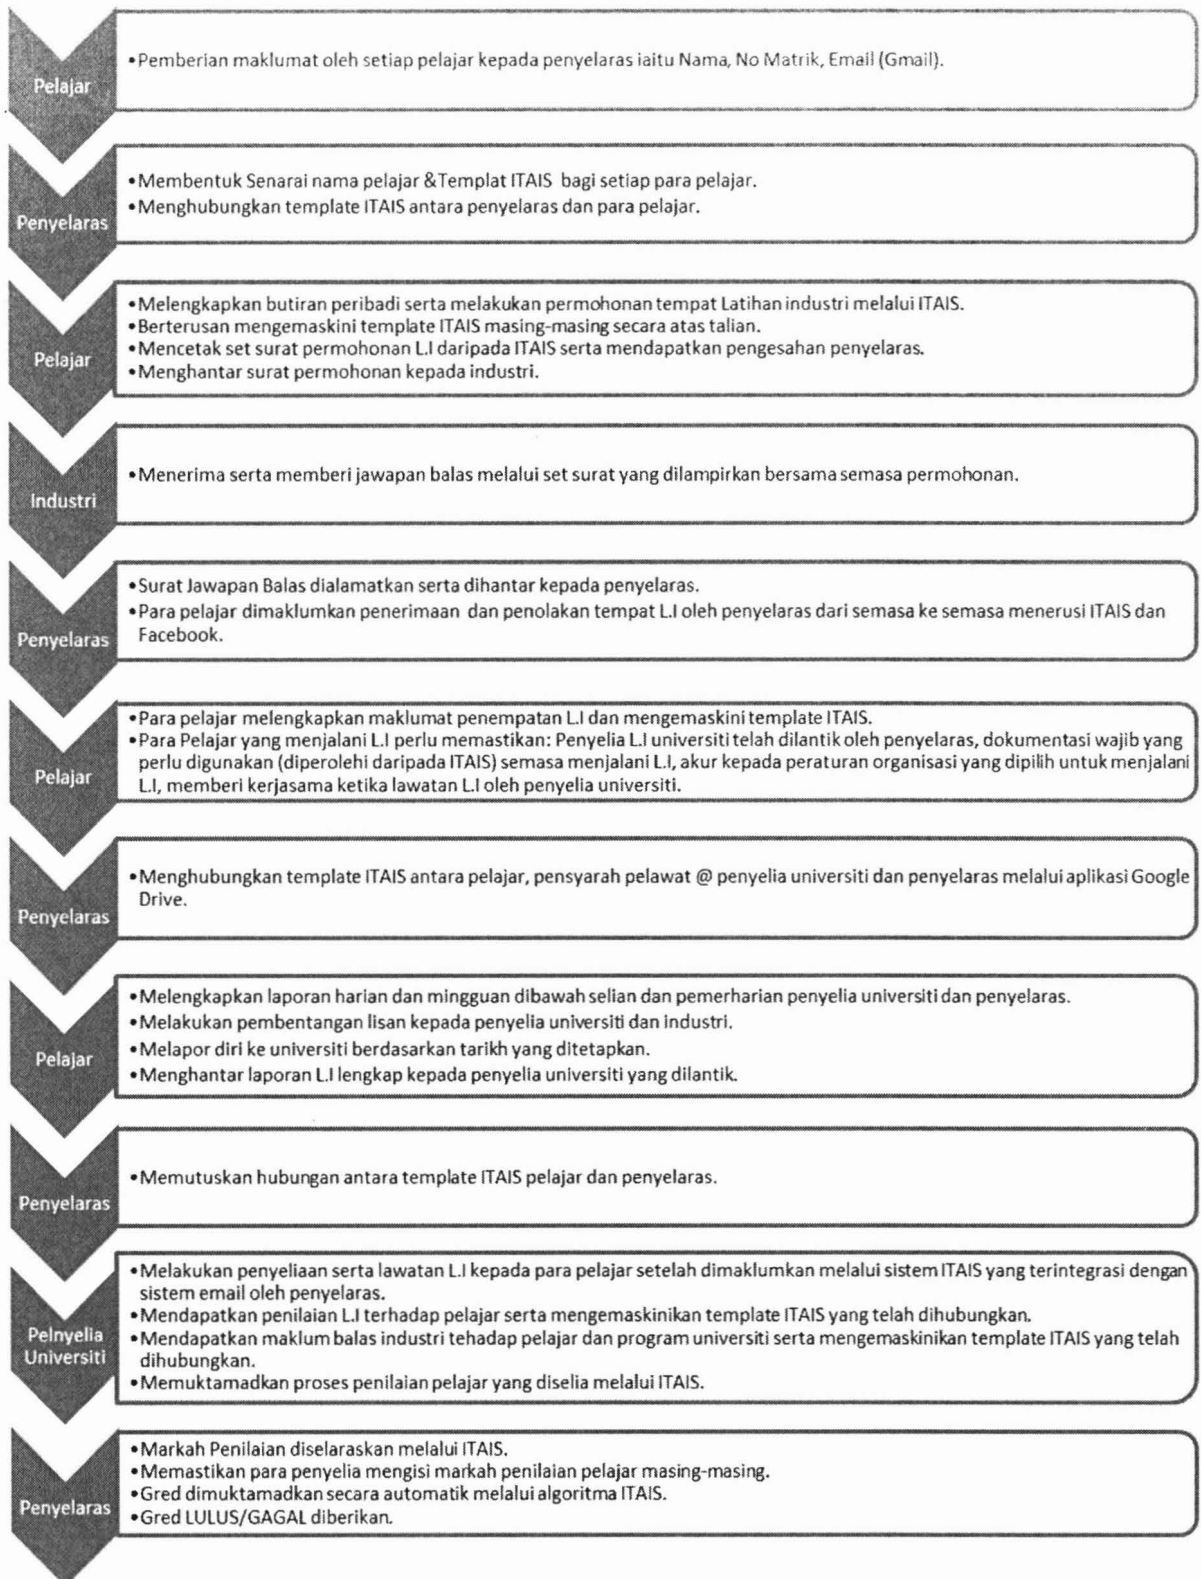 Pelajar
•Pemberian maklumat oleh setiap pelajar kepada penyelaras iaitu Nama, No Matrik, Email (Gmail).
Penyelaras
•Membentuk Senarai nama pelajar &Templat ITAIS bagi setiap para pelajar.
•Menghubungkan template ITAIS antara penyelaras dan para pelajar.
Pelajar
•Melengkapkan butiran peribadi serta melakukan permohonan tempat Latihan industri melalui ITAIS.
•Berterusan mengemaskini template ITAIS masing-masing secara atas talian.
•Mencetak set surat permohonan L.I daripada ITAIS serta mendapatkan pengesahan penyelaras.
•Menghantar surat permohonan kepada industri.
Industri
•Menerima serta memberi jawapan balas melalui set surat yang dilampirkan bersama semasa permohonan.
Penyelaras
•Surat Jawapan Balas dialamatkan serta dihantar kepada penyelaras.
•Para pelajar dimaklumkan penerimaan dan penolakan tempat L.I oleh penyelaras dari semasa ke semasa menerusi ITAIS dan
Facebook.
Pelajar
•Para pelajar melengkapkan maklumat penempatan L.I dan mengemaskini template ITAIS.
•Para Pelajar yang menjalani L.I perlu memastikan: Penyelia L.I universiti telah dilantik oleh penyelaras, dokumentasi wajib yang
perlu digunakan (diperolehi daripada ITAIS) semasa menjalani L.I, akur kepada peraturan organisasi yang dipilih untuk menjalani
L.I, memberi kerjasama ketika lawatan L.I oleh penyelia universiti.
Penyelaras
•Menghubungkan template ITAIS antara pelajar, pensyarah pelawat @ penyelia universiti dan penyelaras melalui aplikasi Google
Drive.
Pelajar
•Melengkapkan laporan harian dan mingguan dibawah selian dan pemerharian penyelia universiti dan penyelaras.
•Melakukan pembentangan lisan kepada penyelia universiti dan industri.
•Melapor diri ke universiti berdasarkan tarikh yang ditetapkan.
•Menghantar laporan L.I lengkap kepada penyelia universiti yang dilantik.
Penyelaras
•Memutuskan hubungan antara template ITAIS pelajar dan penyelaras.
Pelnyelia
Universiti
•Melakukan penyeliaan serta lawatan L.I kepada para pelajar setelah dimaklumkan melalui sistem ITAIS yang terintegrasi dengan
sistem email oleh penyelaras.
•Mendapatkan penilaian L.I terhadap pelajar serta mengemaskinikan template ITAIS yang telah dihubungkan.
•Mendapatkan maklum balas industri tehadap pelajar dan program universiti serta mengemaskinikan template ITAIS yang telah
dihubungkan.
•Memuktamadkan proses penilaian pelajar yang diselia melalui ITAIS.
Penyelaras
•Markah Penilaian diselaraskan melalui ITAIS.
•Memastikan para penyelia mengisi markah penilaian pelajar masing-masing.
•Gred dimuktamadkan secara automatik melalui algoritma ITAIS.
•Gred LULUS/GAGAL diberikan.